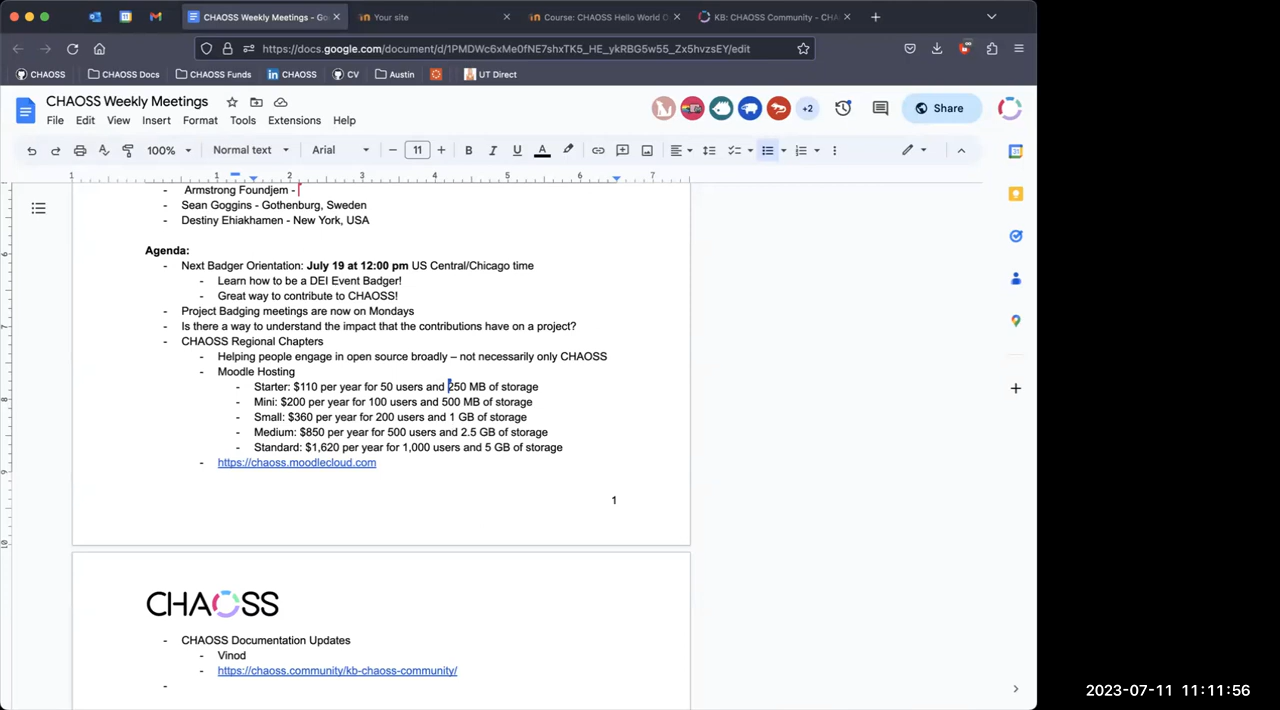 CHAOSS Weekly Meetings - Go
Your site
Course: CHAOSS Hello World C
KB: CHAOSS Community - CHA
https://docs.google.com/document/d/1PMDWc6xMe0fNE7shxTK5_HE_ykRBG5w55_Zx5hvzsEY/edit
CHAOSS
CHAOSS Docs
CHAOSS Funds
CHAOSS
CV
Austin
UT Direct
CHAOSS Weekly Meetings
+2
Share
File Edit View Insert Format Tools Extensions Help
100% Normal text Arial 11
1 1 2 3 4 5 6 7
- Armstrong Foundjem -
- Sean Goggins - Gothenburg, Sweden
- Destiny Ehiakhamen - New York, USA
Agenda:
- Next Badger Orientation: July 19 at 12:00 pm US Central/Chicago time
- Learn how to be a DEI Event Badger!
- Great way to contribute to CHAOSS!
- Project Badging meetings are now on Mondays
- Is there a way to understand the impact that the contributions have on a project?
- CHAOSS Regional Chapters
- Helping people engage in open source broadly – not necessarily only CHAOSS
- Moodle Hosting
- Starter: $110 per year for 50 users and 250 MB of storage
- Mini: $200 per year for 100 users and 500 MB of storage
- Small: $360 per year for 200 users and 1 GB of storage
- Medium: $850 per year for 500 users and 2.5 GB of storage
- Standard: $1,620 per year for 1,000 users and 5 GB of storage
- https://chaoss.moodlecloud.com
1
CHAOSS
- CHAOSS Documentation Updates
- Vinod
- https://chaoss.community/kb-chaoss-community/
-
2023-07-11 11:11:56